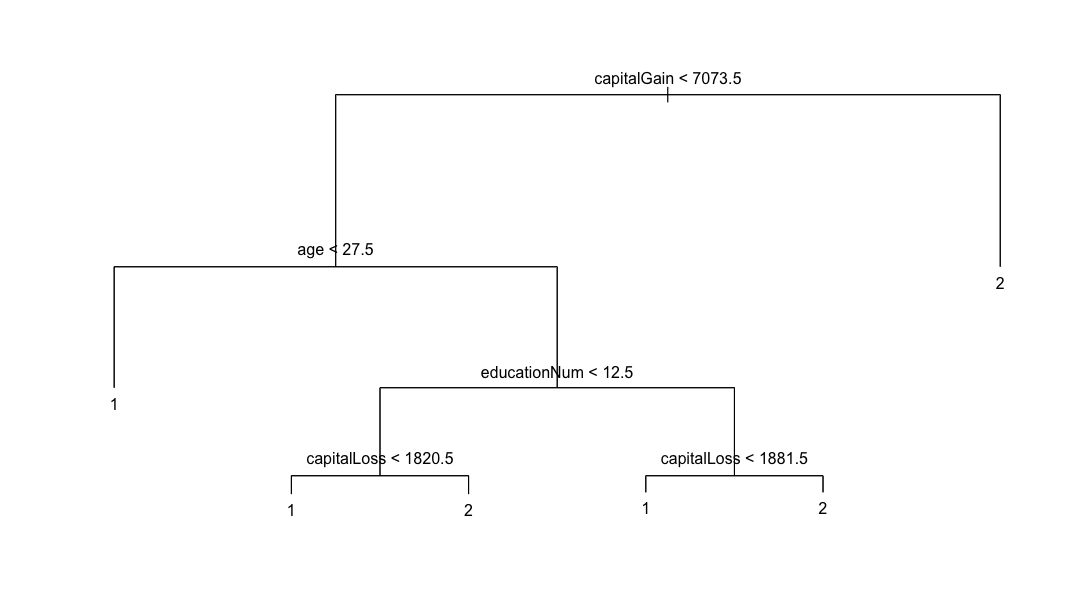 capitalGain < 7073.5
age < 27.5
2
educationNum < 12.5
1
capitalLoss < 1820.5
capitalLoss < 1881.5
1
2
1
2